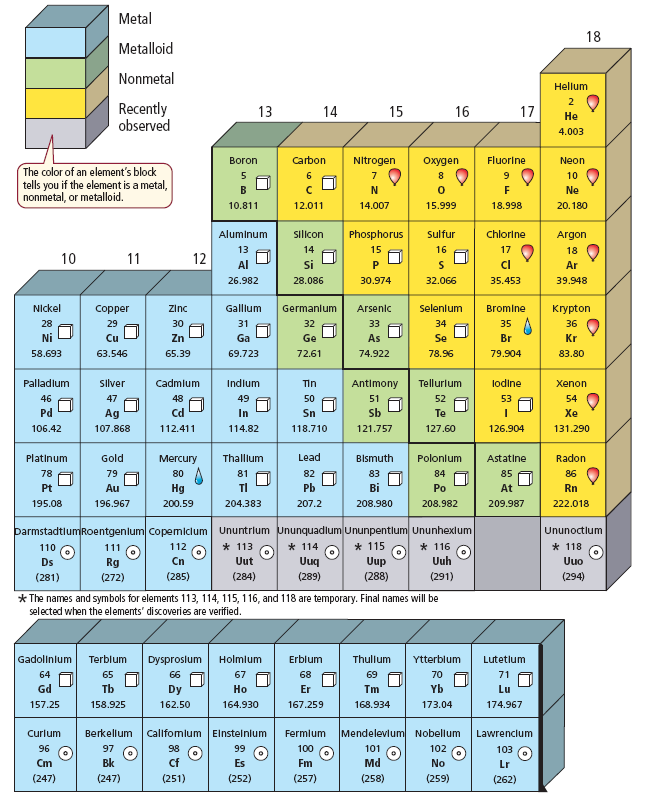 Metal
Metalloid
Nonmetal
Recently
observed
The color of an element's block
tells you if the element is a metal,
nonmetal, or metalloid.
18
Helium
2
He
4.003
13 14 15 16 17
Boron Carbon Nitrogen Oxygen Fluorine Neon
5 6 7 8 9 10
B C N O F Ne
10.811 12.011 14.007 15.999 18.998 20.180
Aluminum Silicon Phosphorus Sulfur Chlorine Argon
13 14 15 16 17 18
Al Si P S Cl Ar
26.982 28.086 30.974 32.066 35.453 39.948
10 11 12
Nickel Copper Zinc Gallium Germanium Arsenic Selenium Bromine Krypton
28 29 30 31 32 33 34 35 36
Ni Cu Zn Ga Ge As Se Br Kr
58.693 63.546 65.39 69.723 72.61 74.922 78.96 79.904 83.80
Palladium Silver Cadmium Indium Tin Antimony Tellurium Iodine Xenon
46 47 48 49 50 51 52 53 54
Pd Ag Cd In Sn Sb Te I Xe
106.42 107.868 112.411 114.82 118.710 121.757 127.60 126.904 131.290
Platinum Gold Mercury Thallium Lead Bismuth Polonium Astatine Radon
78 79 80 81 82 83 84 85 86
Pt Au Hg Tl Pb Bi Po At Rn
195.08 196.967 200.59 204.383 207.2 208.980 208.982 209.987 222.018
Darmstadtium Roentgenium Copernicium Ununtrium Ununquadium Ununpentium Ununhexium Ununoctium
110 111 112 * 113 * 114 * 115 * 116 * 118
Ds Rg Cn Uut Uuq Uup Uuh Uuo
(281) (272) (285) (284) (289) (288) (291) (294)
* The names and symbols for elements 113, 114, 115, 116, and 118 are temporary. Final names will be
selected when the elements' discoveries are verified.
Gadolinium Terbium Dysprosium Holmium Erbium Thulium Ytterbium Lutetium
64 65 66 67 68 69 70 71
Gd Tb Dy Ho Er Tm Yb Lu
157.25 158.925 162.50 164.930 167.259 168.934 173.04 174.967
Curium Berkelium Californium Einsteinium Fermium Mendelevium Nobelium Lawrencium
96 97 98 99 100 101 102 103
Cm Bk Cf Es Fm Md No Lr
(247) (247) (251) (252) (257) (258) (259) (262)